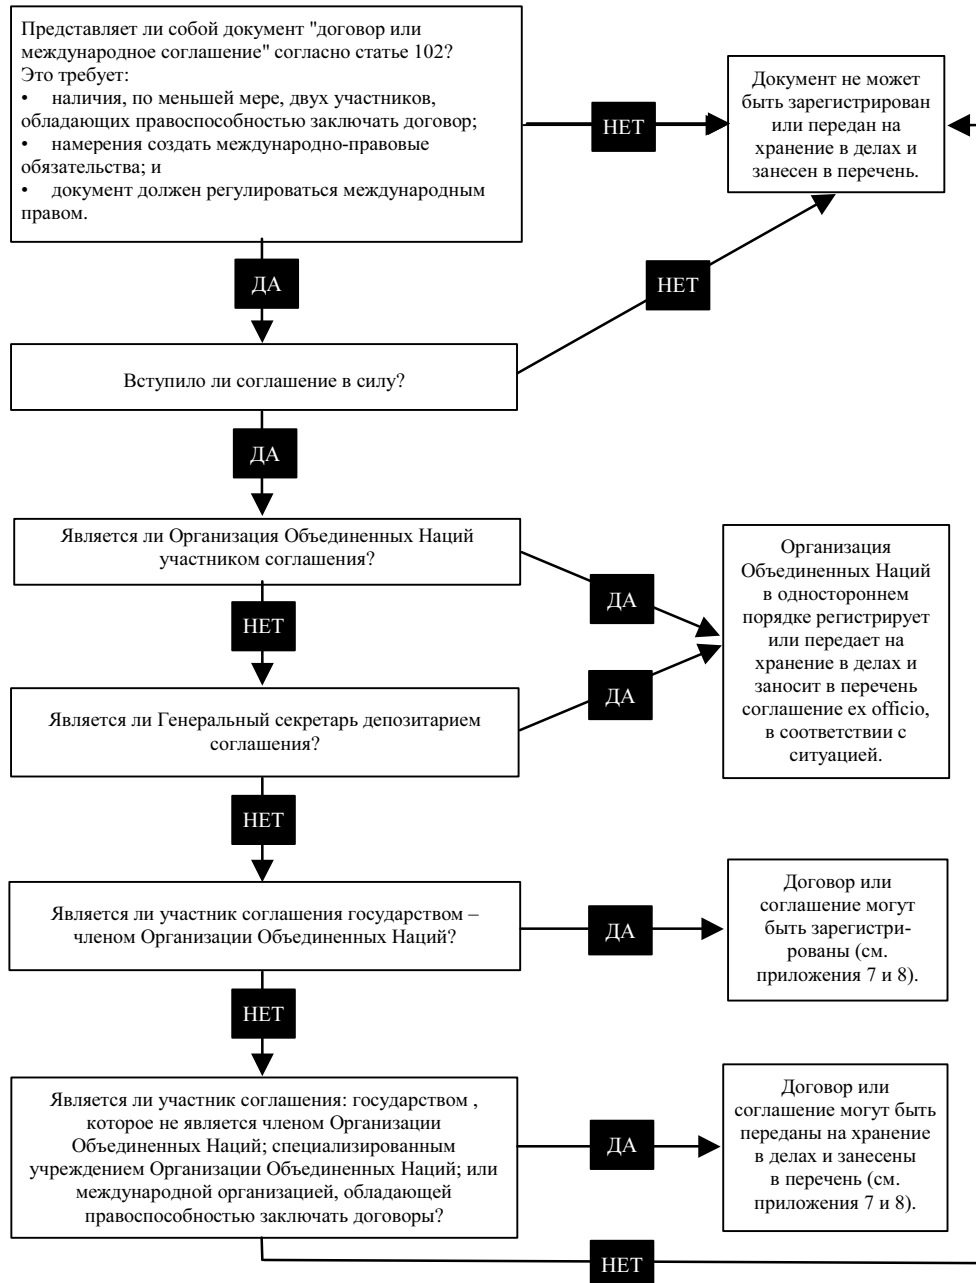 Представляет ли собой документ "договор или
международное соглашение" согласно статье 102?
Это требует:
• наличия, по меньшей мере, двух участников,
обладающих правоспособностью заключать договор;
• намерения создать международно-правовые
обязательства; и
• документ должен регулироваться международным
правом.
НЕТ
Документ не может
быть зарегистрирован
или передан на
хранение в делах и
занесен в перечень.
ДА
НЕТ
Вступило ли соглашение в силу?
ДА
Является ли Организация Объединенных Наций
участником соглашения?
ДА
Организация
Объединенных Наций
в одностороннем
порядке регистрирует
или передает на
хранение в делах и
заносит в перечень
соглашение ex officio,
в соответствии с
ситуацией.
НЕТ
Является ли Генеральный секретарь депозитарием
соглашения?
ДА
НЕТ
Является ли участник соглашения государством –
членом Организации Объединенных Наций?
ДА
Договор или
соглашение могут
быть зарегистри-
рованы (см.
приложения 7 и 8).
НЕТ
Является ли участник соглашения: государством ,
которое не является членом Организации
Объединенных Наций; специализированным
учреждением Организации Объединенных Наций; или
международной организацией, обладающей
правоспособностью заключать договоры?
ДА
Договор или
соглашение могут быть
переданы на хранение
в делах и занесены
в перечень (см.
приложения 7 и 8).
НЕТ